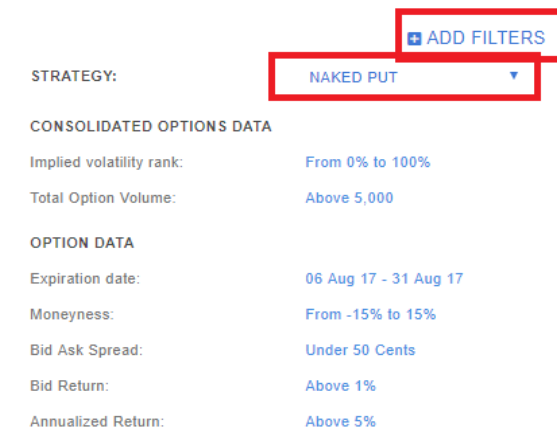 ADD FILTERS
STRATEGY: NAKED PUT
CONSOLIDATED OPTIONS DATA
Implied volatility rank: From 0% to 100%
Total Option Volume: Above 5,000
OPTION DATA
Expiration date: 06 Aug 17 - 31 Aug 17
Moneyness: From -15% to 15%
Bid Ask Spread: Under 50 Cents
Bid Return: Above 1%
Annualized Return: Above 5%